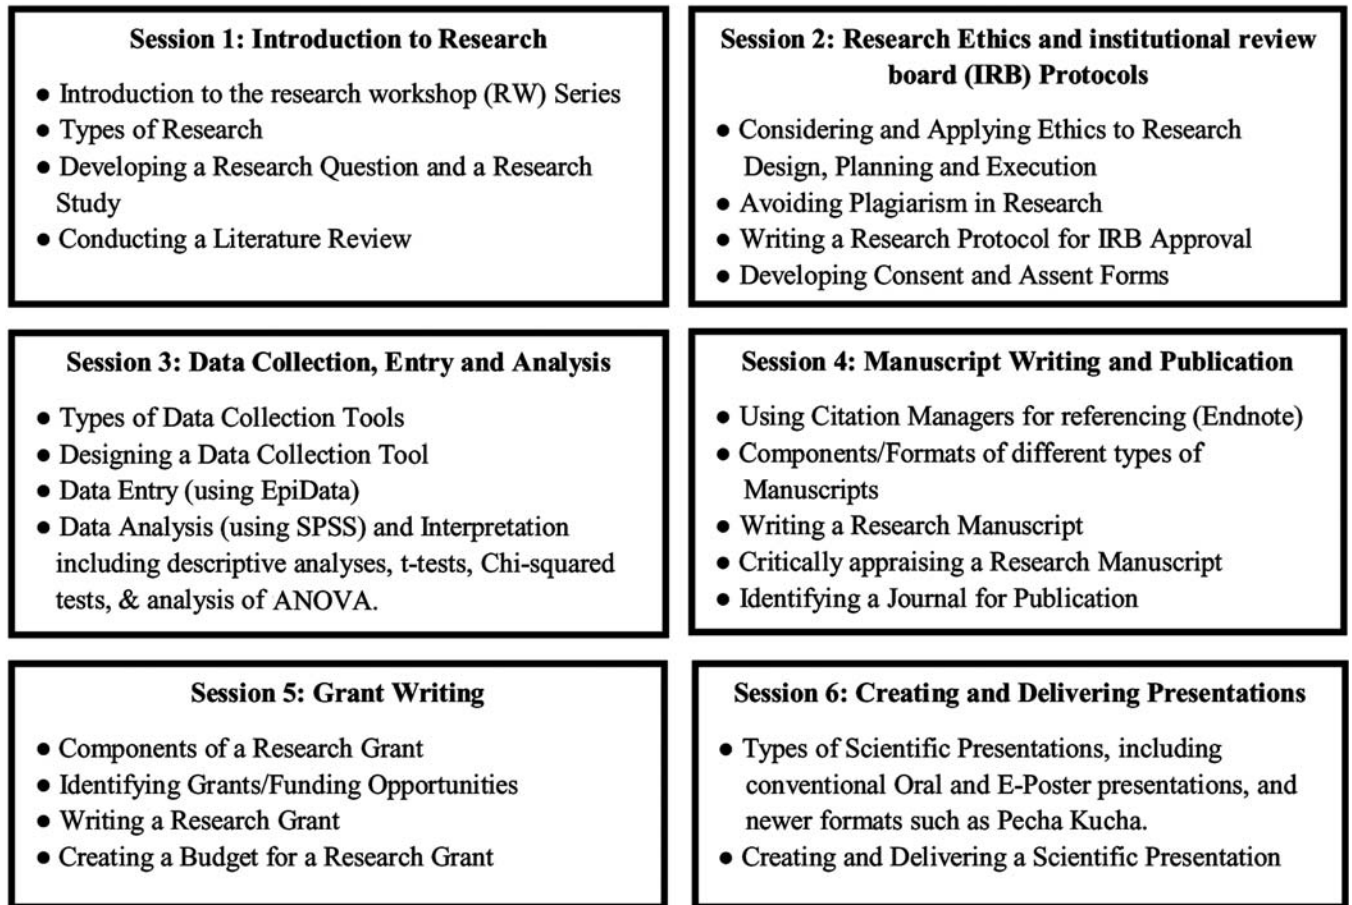 Session 1: Introduction to Research
● Introduction to the research workshop (RW) Series
● Types of Research
● Developing a Research Question and a Research
Study
● Conducting a Literature Review
Session 2: Research Ethics and institutional review
board (IRB) Protocols
● Considering and Applying Ethics to Research
Design, Planning and Execution
● Avoiding Plagiarism in Research
● Writing a Research Protocol for IRB Approval
● Developing Consent and Assent Forms
Session 3: Data Collection, Entry and Analysis
● Types of Data Collection Tools
● Designing a Data Collection Tool
● Data Entry (using EpiData)
● Data Analysis (using SPSS) and Interpretation
including descriptive analyses, t-tests, Chi-squared
tests, & analysis of ANOVA.
Session 4: Manuscript Writing and Publication
● Using Citation Managers for referencing (Endnote)
● Components/Formats of different types of
Manuscripts
● Writing a Research Manuscript
● Critically appraising a Research Manuscript
● Identifying a Journal for Publication
Session 5: Grant Writing
● Components of a Research Grant
● Identifying Grants/Funding Opportunities
● Writing a Research Grant
● Creating a Budget for a Research Grant
Session 6: Creating and Delivering Presentations
● Types of Scientific Presentations, including
conventional Oral and E-Poster presentations, and
newer formats such as Pecha Kucha.
● Creating and Delivering a Scientific Presentation